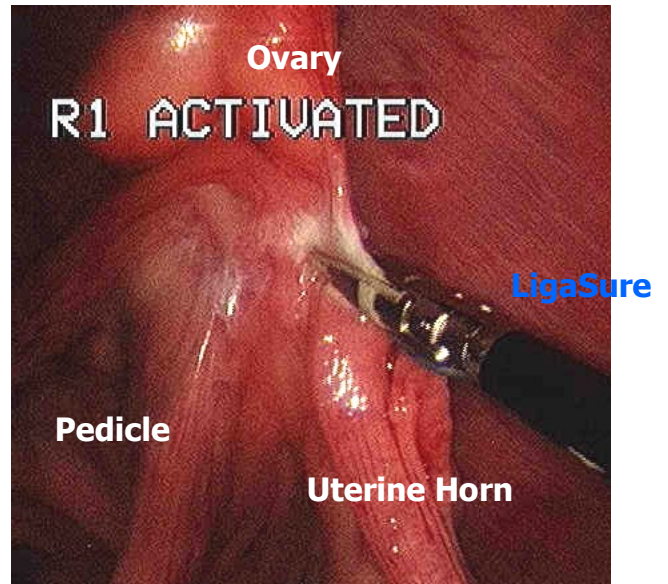 Ovary
R1 ACTIVATED
LigaSure
Pedicle
Uterine Horn